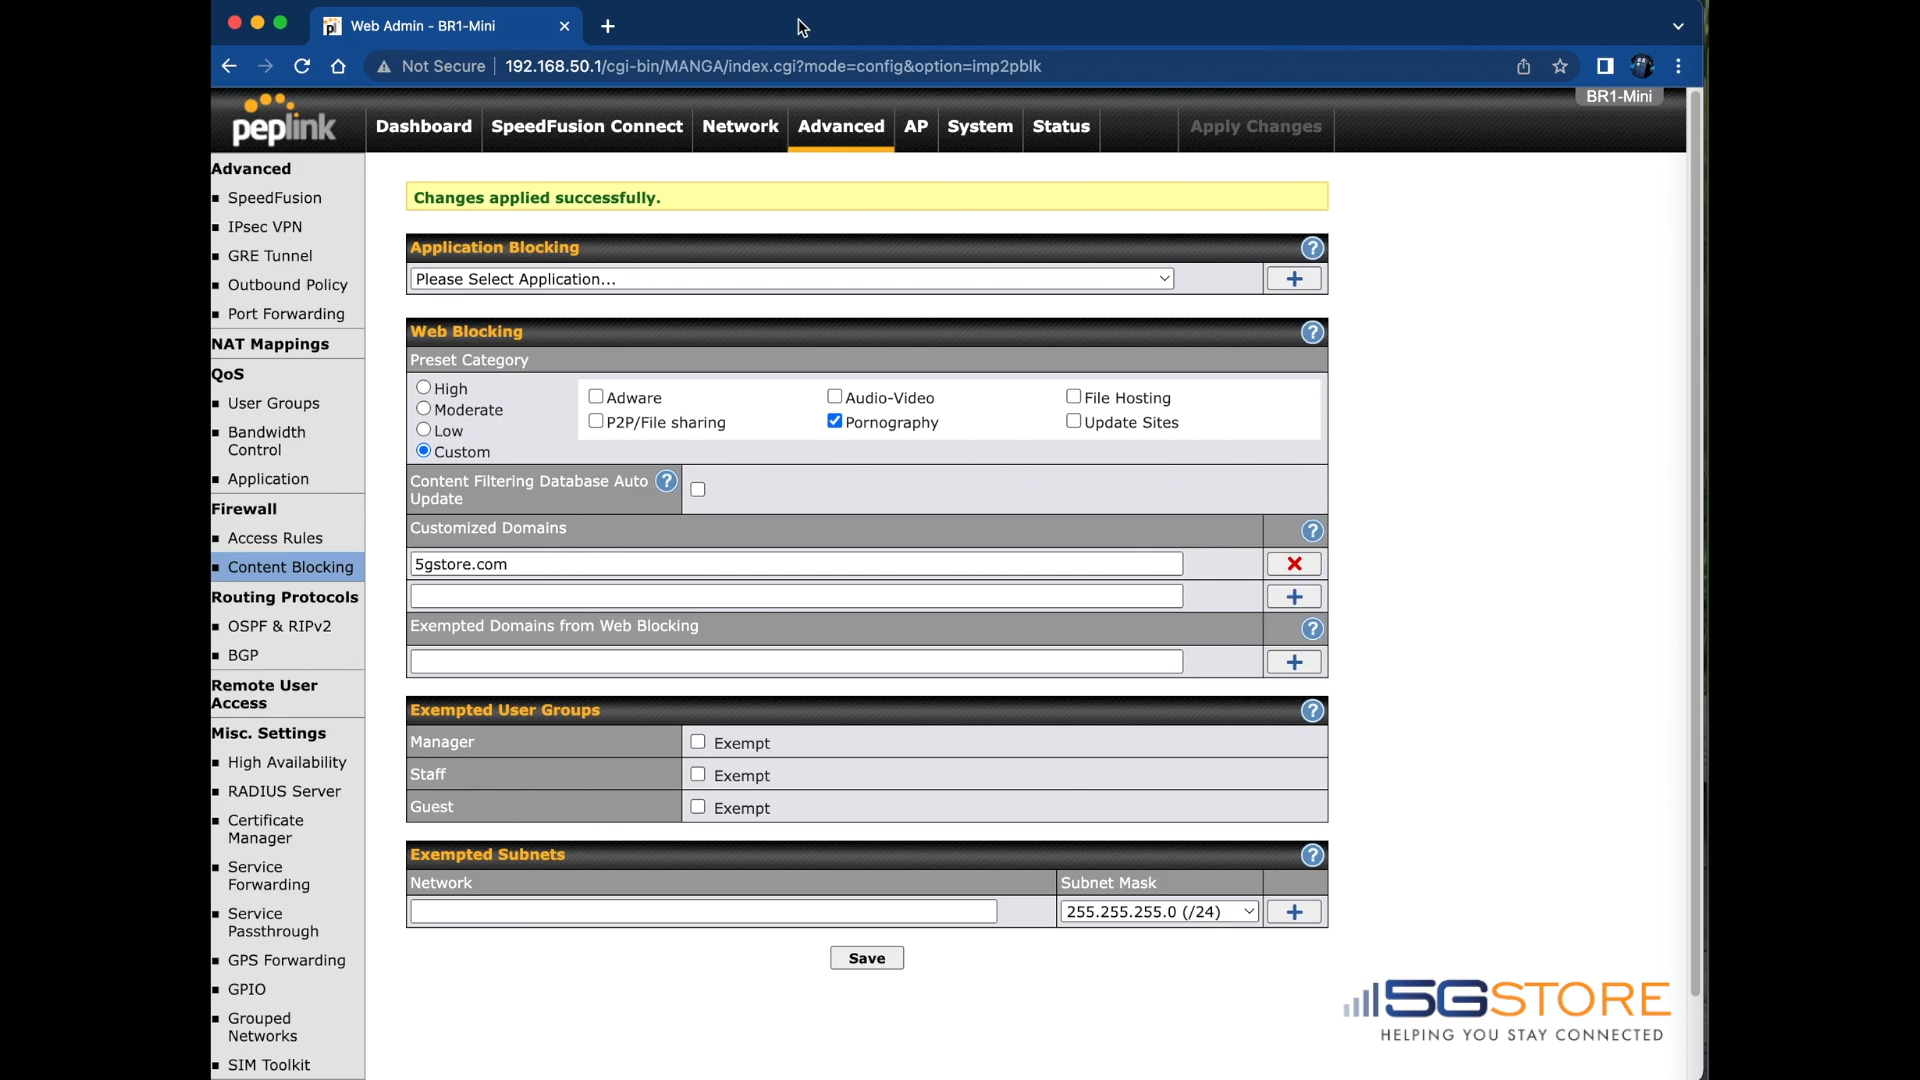 Web Admin - BR1-Mini
Not Secure
192.168.50.1/cgi-bin/MANGA/index.cgi?mode=config&option=imp2pblk
BR1-Mini
peplink
Dashboard
SpeedFusion Connect
Network
Advanced
AP
System
Status
Apply Changes
Advanced
SpeedFusion
IPsec VPN
GRE Tunnel
Outbound Policy
Port Forwarding
NAT Mappings
QoS
User Groups
Bandwidth
Control
Application
Firewall
Access Rules
Content Blocking
Routing Protocols
OSPF & RIPv2
BGP
Remote User
Access
Misc. Settings
High Availability
RADIUS Server
Certificate
Manager
Service
Forwarding
Service
Passthrough
GPS Forwarding
GPIO
Grouped
Networks
SIM Toolkit
Changes applied successfully.
Application Blocking
Please Select Application...
Web Blocking
Preset Category
High
Moderate
Low
Custom
Adware
Audio-Video
File Hosting
P2P/File sharing
Pornography
Update Sites
Content Filtering Database Auto
Update
Customized Domains
5gstore.com
Exempted Domains from Web Blocking
Exempted User Groups
Manager
Exempt
Staff
Exempt
Guest
Exempt
Exempted Subnets
Network
Subnet Mask
255.255.255.0 (/24)
Save
5GSTORE
HELPING YOU STAY CONNECTED